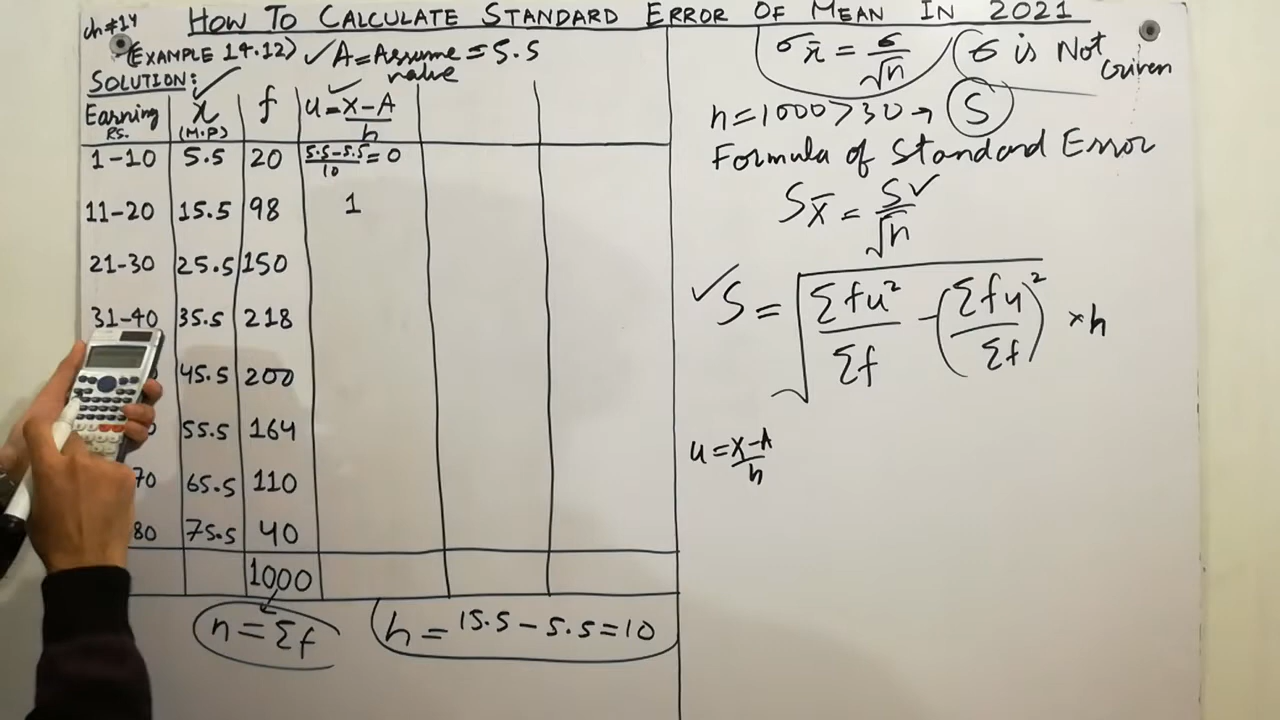 ch#14
HOW TO CALCULATE STANDARD ERROR OF MEAN IN 2021
(EXAMPLE 14.12) ✓A=Assume=5.5
value
SOLUTION:
Earning x f u=X-A/h
RS. (M.P)
1-10 5.5 20 5.5-5.5/10=0
11-20 15.5 98 1
21-30 25.5 150
31-40 35.5 218
45.5 200
0 55.5 164
70 65.5 110
80 75.5 40
1000
n=Σf
h=15.5-5.5=10
σx̄=σ/√n
σ is Not
Given
n=1000>30→S
Formula of Standard Error
Sx̄=S✓/√n
✓S=√(Σfu²/Σf-(Σfu/Σf)²)×h
u=X-A/h